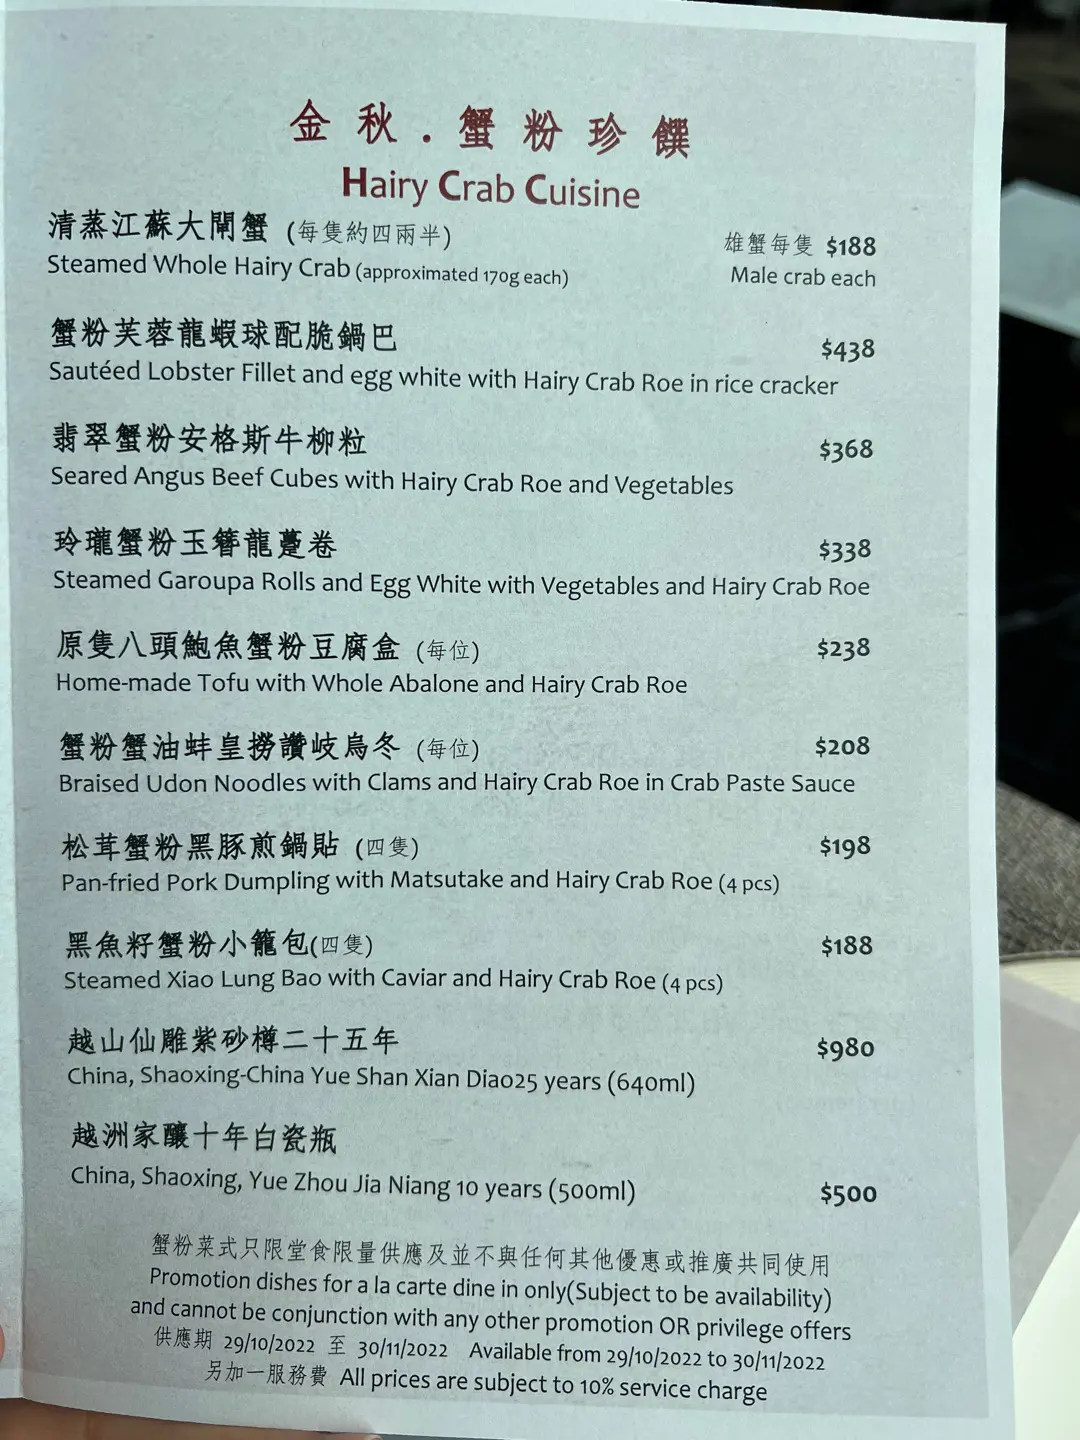 金秋．蟹粉珍饌
Hairy Crab Cuisine
清蒸江蘇大閘蟹 (每隻約四兩半) 雄蟹每隻 $188
Steamed Whole Hairy Crab (approximated 170g each) Male crab each
蟹粉芙蓉龍蝦球配脆鍋巴 $438
Sautéed Lobster Fillet and egg white with Hairy Crab Roe in rice cracker
翡翠蟹粉安格斯牛柳粒 $368
Seared Angus Beef Cubes with Hairy Crab Roe and Vegetables
玲瓏蟹粉玉簪龍躉卷 $338
Steamed Garoupa Rolls and Egg White with Vegetables and Hairy Crab Roe
原隻八頭鮑魚蟹粉豆腐盒 (每位) $238
Home-made Tofu with Whole Abalone and Hairy Crab Roe
蟹粉蟹油蚌皇撈讚岐烏冬 (每位) $208
Braised Udon Noodles with Clams and Hairy Crab Roe in Crab Paste Sauce
松茸蟹粉黑豚煎鍋貼 (四隻) $198
Pan-fried Pork Dumpling with Matsutake and Hairy Crab Roe (4 pcs)
黑魚籽蟹粉小籠包(四隻) $188
Steamed Xiao Lung Bao with Caviar and Hairy Crab Roe (4 pcs)
越山仙雕紫砂樽二十五年 $980
China, Shaoxing-China Yue Shan Xian Diao25 years (640ml)
越洲家釀十年白瓷瓶
China, Shaoxing, Yue Zhou Jia Niang 10 years (500ml) $500
蟹粉菜式只限堂食限量供應及並不與任何其他優惠或推廣共同使用
Promotion dishes for a la carte dine in only(Subject to be availability)
and cannot be conjunction with any other promotion OR privilege offers
供應期 29/10/2022 至 30/11/2022 Available from 29/10/2022 to 30/11/2022
另加一服務費 All prices are subject to 10% service charge